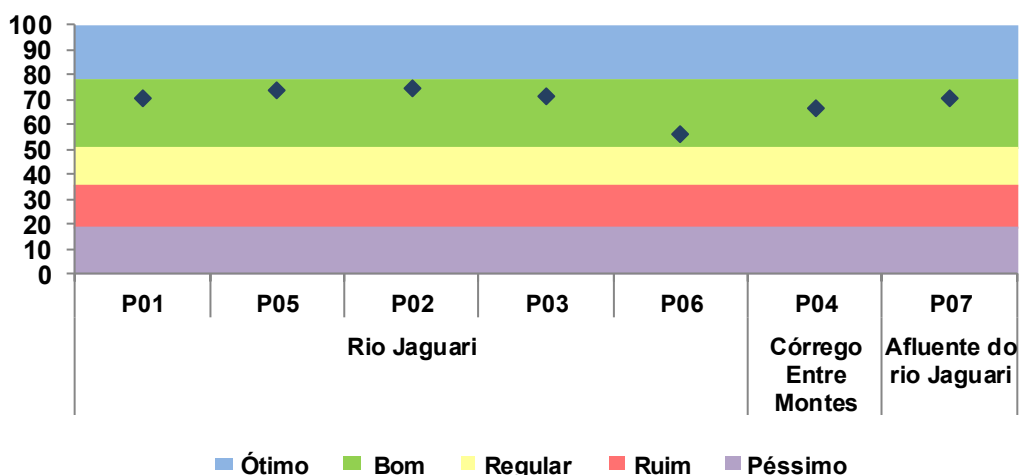 100
90
80
70
60
50
40
30
20
10
0
P01 P05 P02 P03 P06 P04 P07
Rio Jaguari
Córrego
Entre
Montes
Afluente do
rio Jaguari
Ótimo Bom Regular Ruim Péssimo